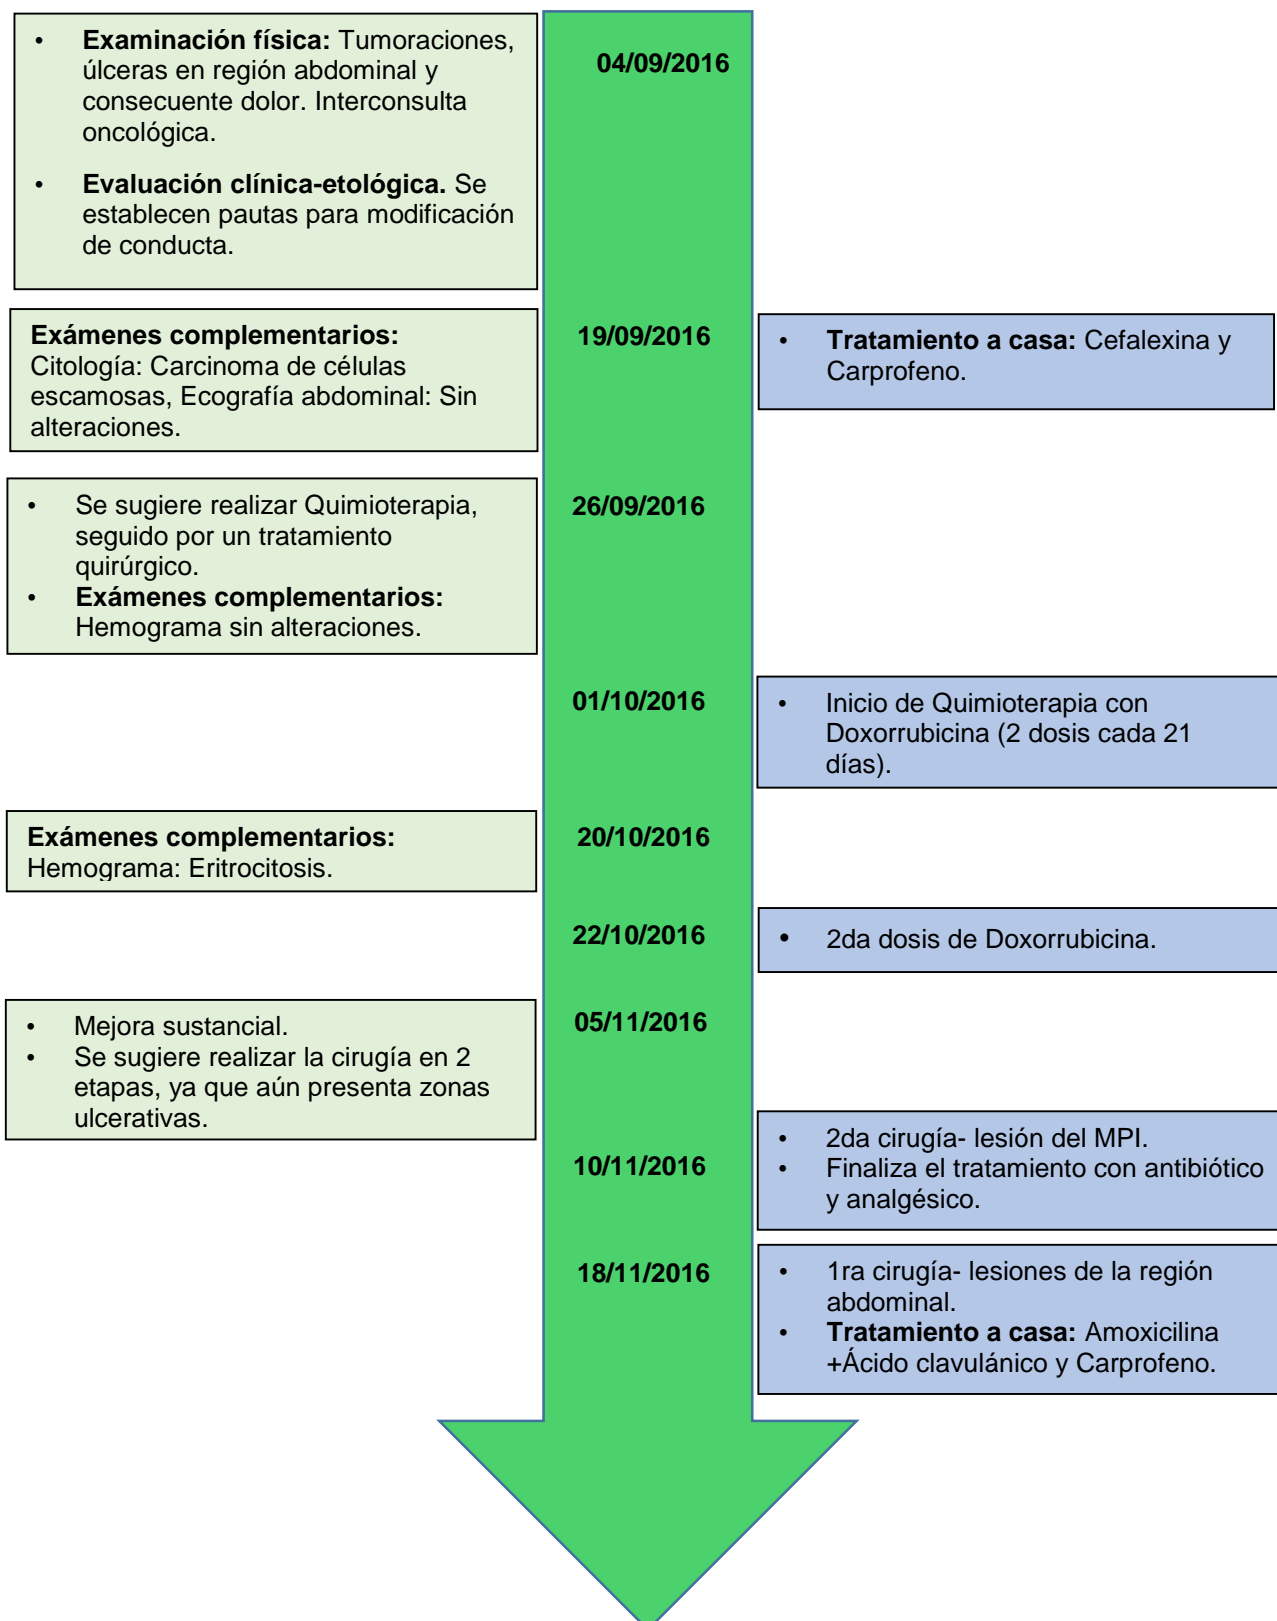 • Examinación física: Tumoraciones,
úlceras en región abdominal y
consecuente dolor. Interconsulta
oncológica.
• Evaluación clínica-etológica. Se
establecen pautas para modificación
de conducta.
04/09/2016
Exámenes complementarios:
Citología: Carcinoma de células
escamosas, Ecografía abdominal: Sin
alteraciones.
19/09/2016
• Tratamiento a casa: Cefalexina y
Carprofeno.
• Se sugiere realizar Quimioterapia,
seguido por un tratamiento
quirúrgico.
• Exámenes complementarios:
Hemograma sin alteraciones.
26/09/2016
01/10/2016
• Inicio de Quimioterapia con
Doxorrubicina (2 dosis cada 21
días).
Exámenes complementarios:
Hemograma: Eritrocitosis.
20/10/2016
22/10/2016
• 2da dosis de Doxorrubicina.
• Mejora sustancial.
• Se sugiere realizar la cirugía en 2
etapas, ya que aún presenta zonas
ulcerativas.
05/11/2016
10/11/2016
• 2da cirugía- lesión del MPI.
• Finaliza el tratamiento con antibiótico
y analgésico.
18/11/2016
• 1ra cirugía- lesiones de la región
abdominal.
• Tratamiento a casa: Amoxicilina
+Ácido clavulánico y Carprofeno.